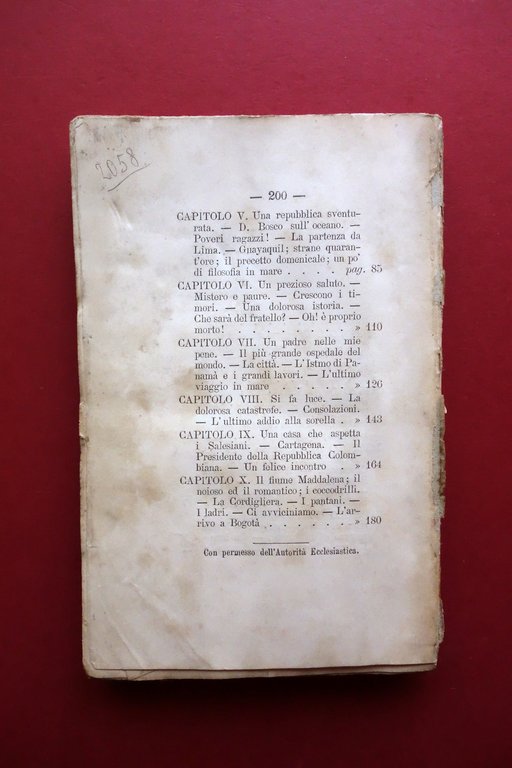 2058
— 200 —
CAPITOLO V. Una repubblica sventu-
rata. — D. Bosco sull'oceano. —
Poveri ragazzi! — La partenza da
Lima. — Guayaquil; strane quaran-
t'ore; il precetto domenicale; un po'
di filosofia in mare . . . . pag. 85
CAPITOLO VI. Un prezioso saluto. —
Mistero e paure. — Crescono i ti-
mori. — Una dolorosa istoria. —
Che sarà del fratello? — Oh! è proprio
morto! . . . . . . . . . » 110
CAPITOLO VII. Un padre nelle mie
pene. — Il più grande ospedale del
mondo. — La città. — L'Istmo di Pa-
namà e i grandi lavori. — L'ultimo
viaggio in mare . . . . . . » 126
CAPITOLO VIII. Si fa luce. — La
dolorosa catastrofe. — Consolazioni.
— L'ultimo addio alla sorella . » 143
CAPITOLO IX. Una casa che aspetta
i Salesiani. — Cartagena. — Il
Presidente della Repubblica Colom-
biana. — Un felice incontro . » 164
CAPITOLO X. Il fiume Maddalena; il
noioso ed il romantico; i coccodrilli.
— La Cordigliera. — I pantani. —
I ladri. — Ci avviciniamo. — L'ar-
rivo a Bogotà . . . . . . . » 180
Con permesso dell'Autorità Ecclesiastica.